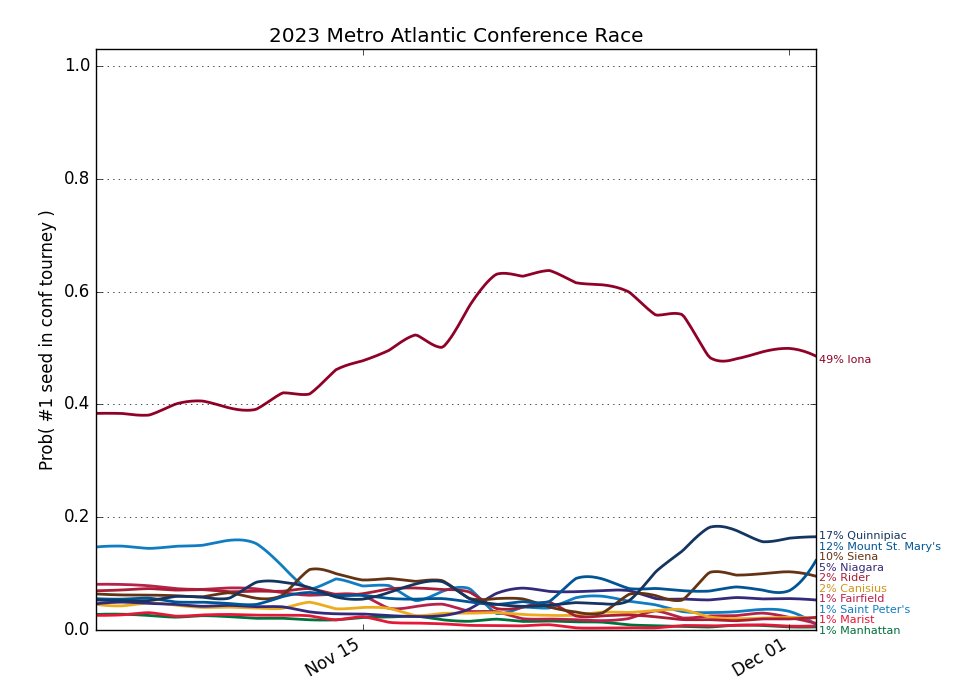 2023 Metro Atlantic Conference Race
Prob( #1 seed in conf tourney )
1.0
0.8
0.6
0.4
0.2
0.0
Nov 15
Dec 01
49% Iona
17% Quinnipiac
12% Mount St. Mary's
10% Siena
5% Niagara
2% Rider
2% Canisius
1% Fairfield
1% Saint Peter's
1% Marist
1% Manhattan